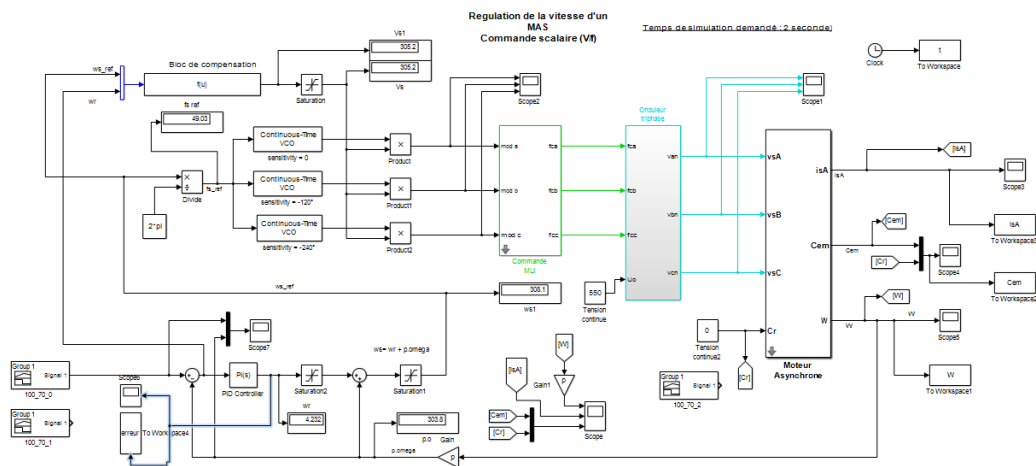 Regulation de la vitesse d'un
MAS
Commande scalaire (V/f)
Temps de simulation demandé : 2 seconde)
Vs1
305.2
305.2
Vs
t
Clock
To Workspace
ws_ref
wr
Bloc de compensation
f(u)
Saturation
Scope2
Scope1
fs ref
49.03
Onduleur
triphase
Continuous-Time
VCO
sensitivity = 0
Product
Continuous-Time
VCO
sensitivity = -120°
Product1
Continuous-Time
VCO
sensitivity = -240°
Product2
Divide
fs_ref
2*pi
mod a
mod b
mod c
fca
fcb
fcc
Commande
MLI
fca
fcb
fcc
Uo
van
vbn
vcn
vsA
vsB
vsC
Cr
isA
Cem
W
Moteur
Asynchrone
[IsA]
isA
Scope3
IsA
To Workspace3
[Cem]
Cem
[Cr]
Scope4
Cem
To Workspace2
[W]
W
Scope5
W
To Workspace1
550
Tension
continue
0
Tension
continue2
[Cr]
Group 1
Signal 1
100_70_2
ws_ref
308.1
ws1
Scope7
ws= wr + p.omega
Group 1
Signal 1
100_70_0
Scope6
PI(s)
PID Controller
Saturation2
Saturation1
wr
4.232
Group 1
Signal 1
100_70_1
erreur
To Workspace4
303.8
p.o
Gain
p.omega
p
[IsA]
[W]
Gain1
p
[Cem]
[Cr]
Scope